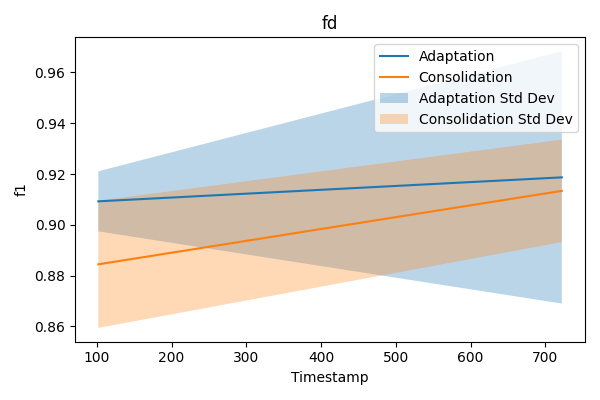 fd
Adaptation
Consolidation
Adaptation Std Dev
Consolidation Std Dev
f1
0.96
0.94
0.92
0.90
0.88
0.86
100 200 300 400 500 600 700
Timestamp